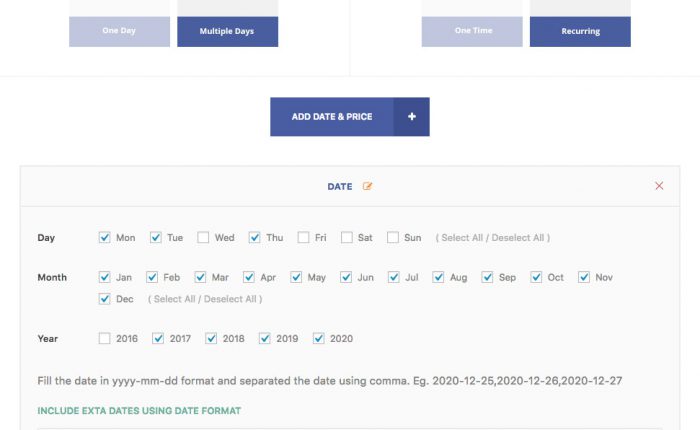 One Day Multiple Days One Time Recurring
ADD DATE & PRICE +
DATE
Day Mon Tue Wed Thu Fri Sat Sun ( Select All / Deselect All )
Month Jan Feb Mar Apr May Jun Jul Aug Sep Oct Nov
Dec ( Select All / Deselect All )
Year 2016 2017 2018 2019 2020
Fill the date in yyyy-mm-dd format and separated the date using comma. Eg. 2020-12-25,2020-12-26,2020-12-27
INCLUDE EXTA DATES USING DATE FORMAT